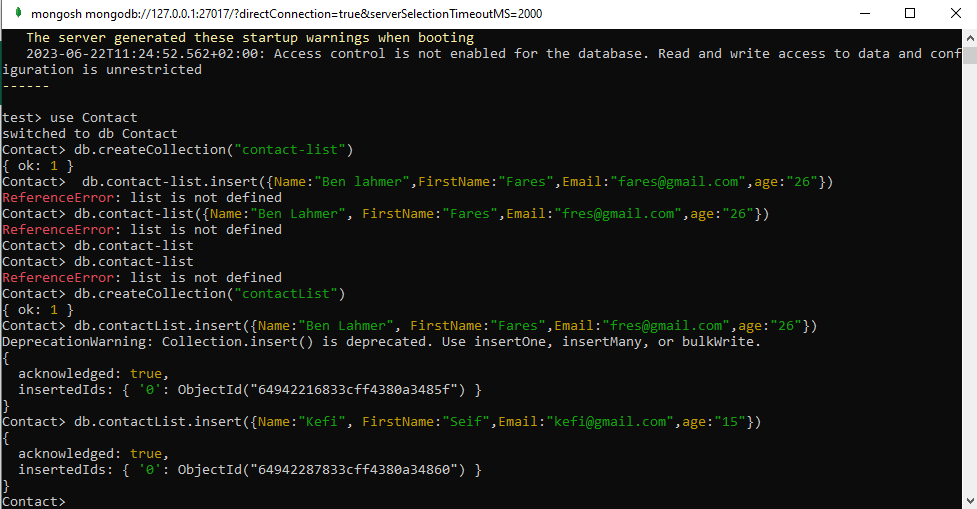 mongosh mongodb://127.0.0.1:27017/?directConnection=true&serverSelectionTimeoutMS=2000
The server generated these startup warnings when booting
2023-06-22T11:24:52.562+02:00: Access control is not enabled for the database. Read and write access to data and conf
iguration is unrestricted
------
test> use Contact
switched to db Contact
Contact> db.createCollection("contact-list")
{ ok: 1 }
Contact>  db.contact-list.insert({Name:"Ben lahmer",FirstName:"Fares",Email:"fares@gmail.com",age:"26"})
ReferenceError: list is not defined
Contact> db.contact-list({Name:"Ben Lahmer", FirstName:"Fares",Email:"fres@gmail.com",age:"26"})
ReferenceError: list is not defined
Contact> db.contact-list
Contact> db.contact-list
ReferenceError: list is not defined
Contact> db.createCollection("contactList")
{ ok: 1 }
Contact> db.contactList.insert({Name:"Ben Lahmer", FirstName:"Fares",Email:"fres@gmail.com",age:"26"})
DeprecationWarning: Collection.insert() is deprecated. Use insertOne, insertMany, or bulkWrite.
{
  acknowledged: true,
  insertedIds: { '0': ObjectId("64942216833cff4380a3485f") }
}
Contact> db.contactList.insert({Name:"Kefi", FirstName:"Seif",Email:"kefi@gmail.com",age:"15"})
{
  acknowledged: true,
  insertedIds: { '0': ObjectId("64942287833cff4380a34860") }
}
Contact>